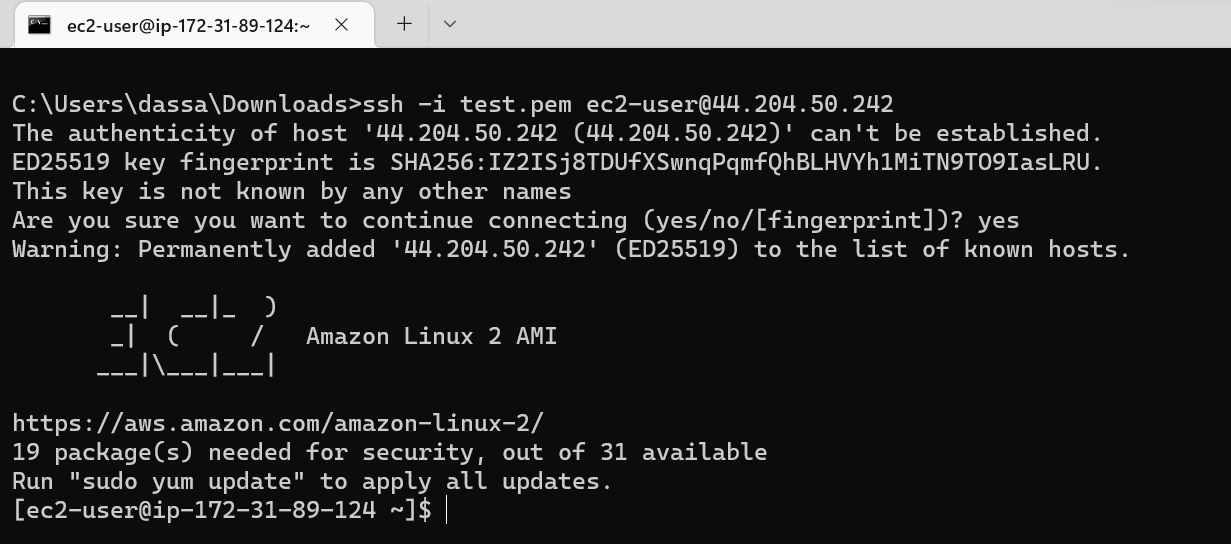 ec2-user@ip-172-31-89-124:~
C:\Users\dassa\Downloads>ssh -i test.pem ec2-user@44.204.50.242
The authenticity of host '44.204.50.242 (44.204.50.242)' can't be established.
ED25519 key fingerprint is SHA256:IZ2ISj8TDUfXSwnqPqmfQhBLHVYh1MiTN9TO9IasLRU.
This key is not known by any other names
Are you sure you want to continue connecting (yes/no/[fingerprint])? yes
Warning: Permanently added '44.204.50.242' (ED25519) to the list of known hosts.
       __|  __|_  )
       _|  (     /   Amazon Linux 2 AMI
      ___|\___|___|
https://aws.amazon.com/amazon-linux-2/
19 package(s) needed for security, out of 31 available
Run "sudo yum update" to apply all updates.
[ec2-user@ip-172-31-89-124 ~]$